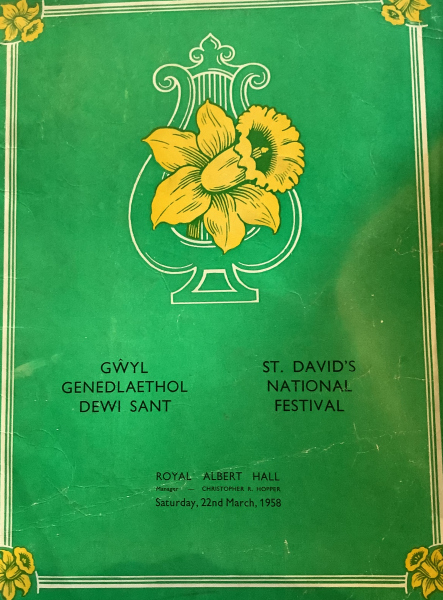 GŴYL
GENEDLAETHOL
DEWI SANT
ST. DAVID'S
NATIONAL
FESTIVAL
ROYAL ALBERT HALL
Manager — CHRISTOPHER R. HOPPER
Saturday, 22nd March, 1958